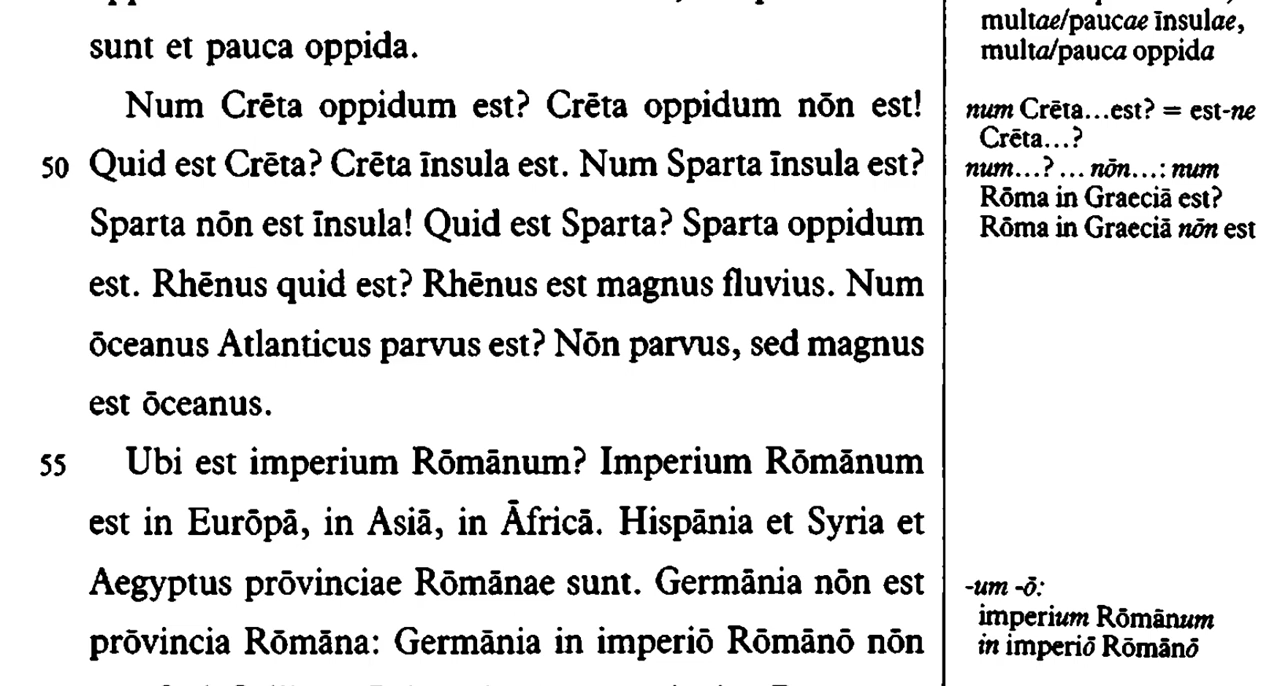 sunt et pauca oppida.
Num Crēta oppidum est? Crēta oppidum nōn est!
50 Quid est Crēta? Crēta īnsula est. Num Sparta īnsula est?
Sparta nōn est īnsula! Quid est Sparta? Sparta oppidum
est. Rhēnus quid est? Rhēnus est magnus fluvius. Num
ōceanus Atlanticus parvus est? Nōn parvus, sed magnus
est ōceanus.
55 Ubi est imperium Rōmānum? Imperium Rōmānum
est in Eurōpā, in Asiā, in Āfricā. Hispānia et Syria et
Aegyptus prōvinciae Rōmānae sunt. Germānia nōn est
prōvincia Rōmāna: Germānia in imperiō Rōmānō nōn
multae/paucae īnsulae,
multa/pauca oppida
num Crēta...est? = est-ne
Crēta...?
num...? ... nōn...: num
Rōma in Graeciā est?
Rōma in Graeciā nōn est
-um -ō:
imperium Rōmānum
in imperiō Rōmānō